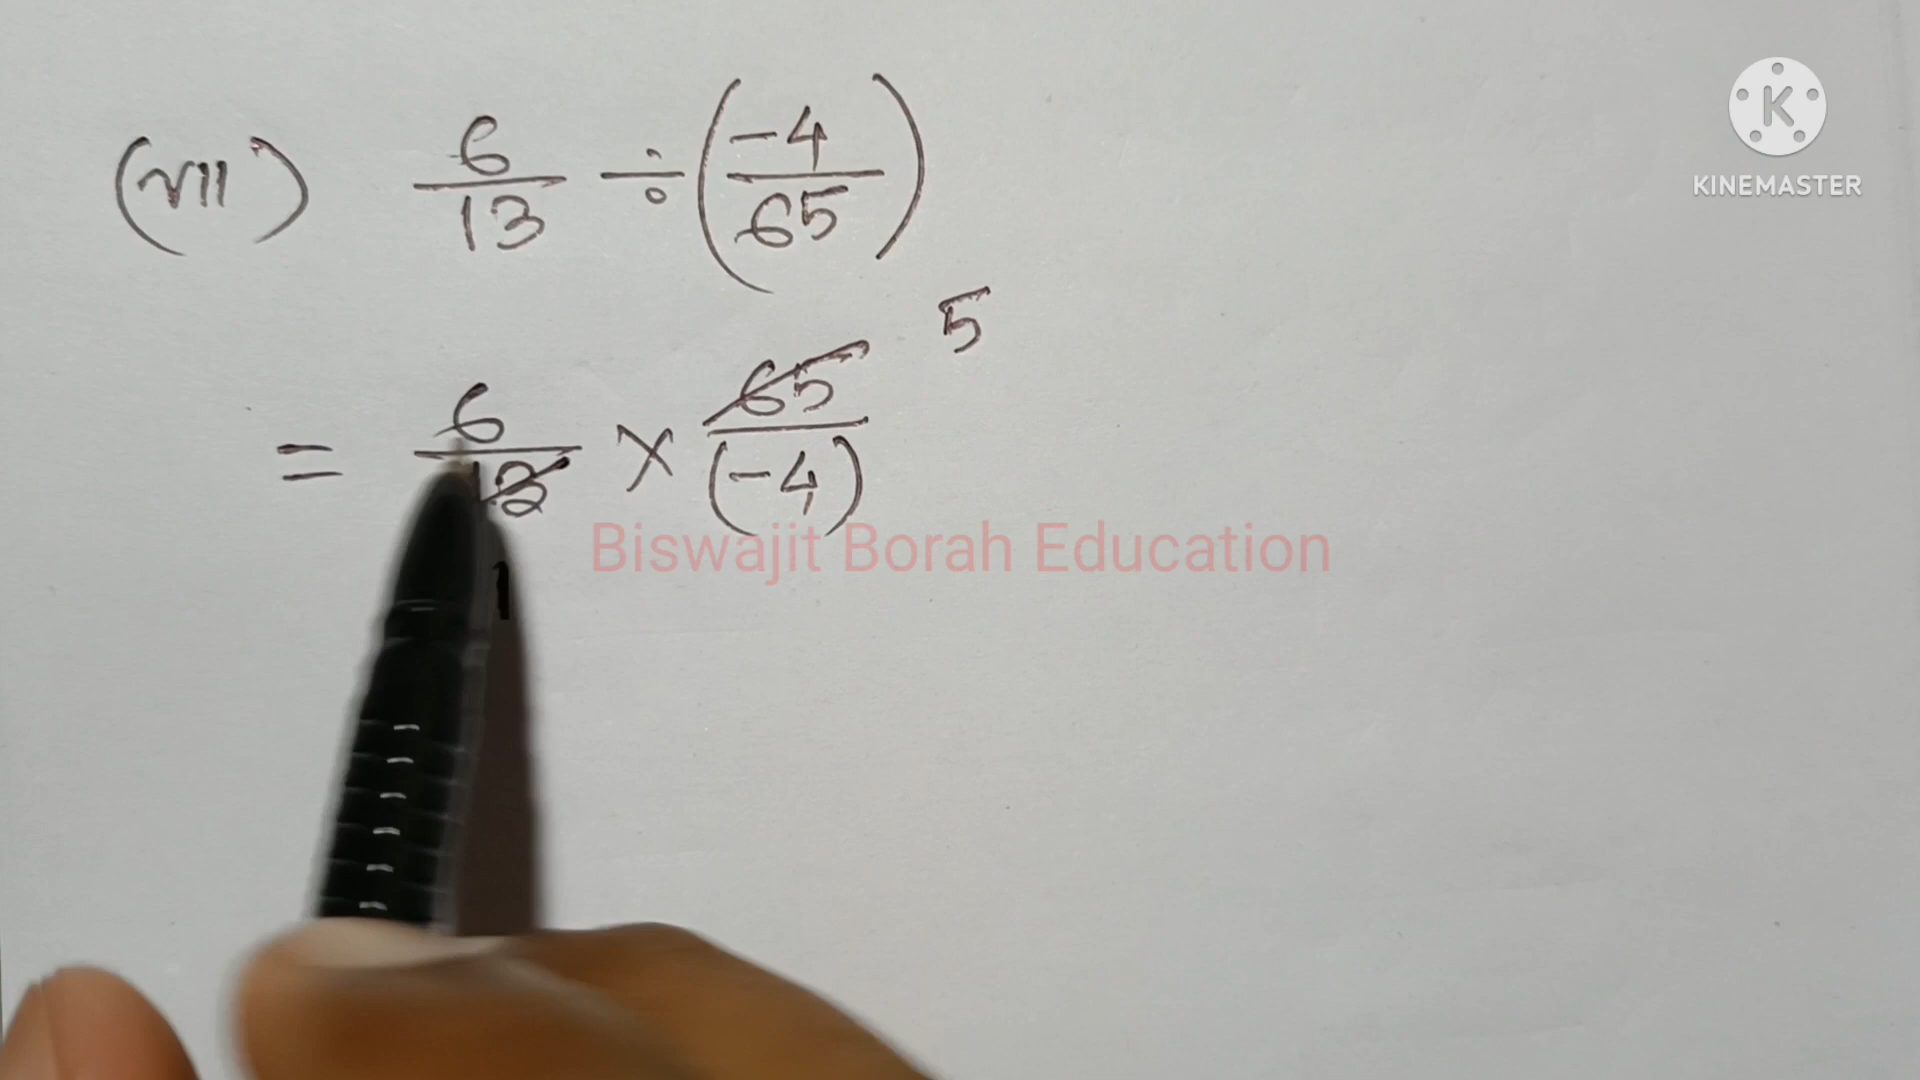 (VII) 6/13 ÷ (-4/65)
5
= 6/13 × 65/(-4)
1
KINEMASTER
Biswajit Borah Education